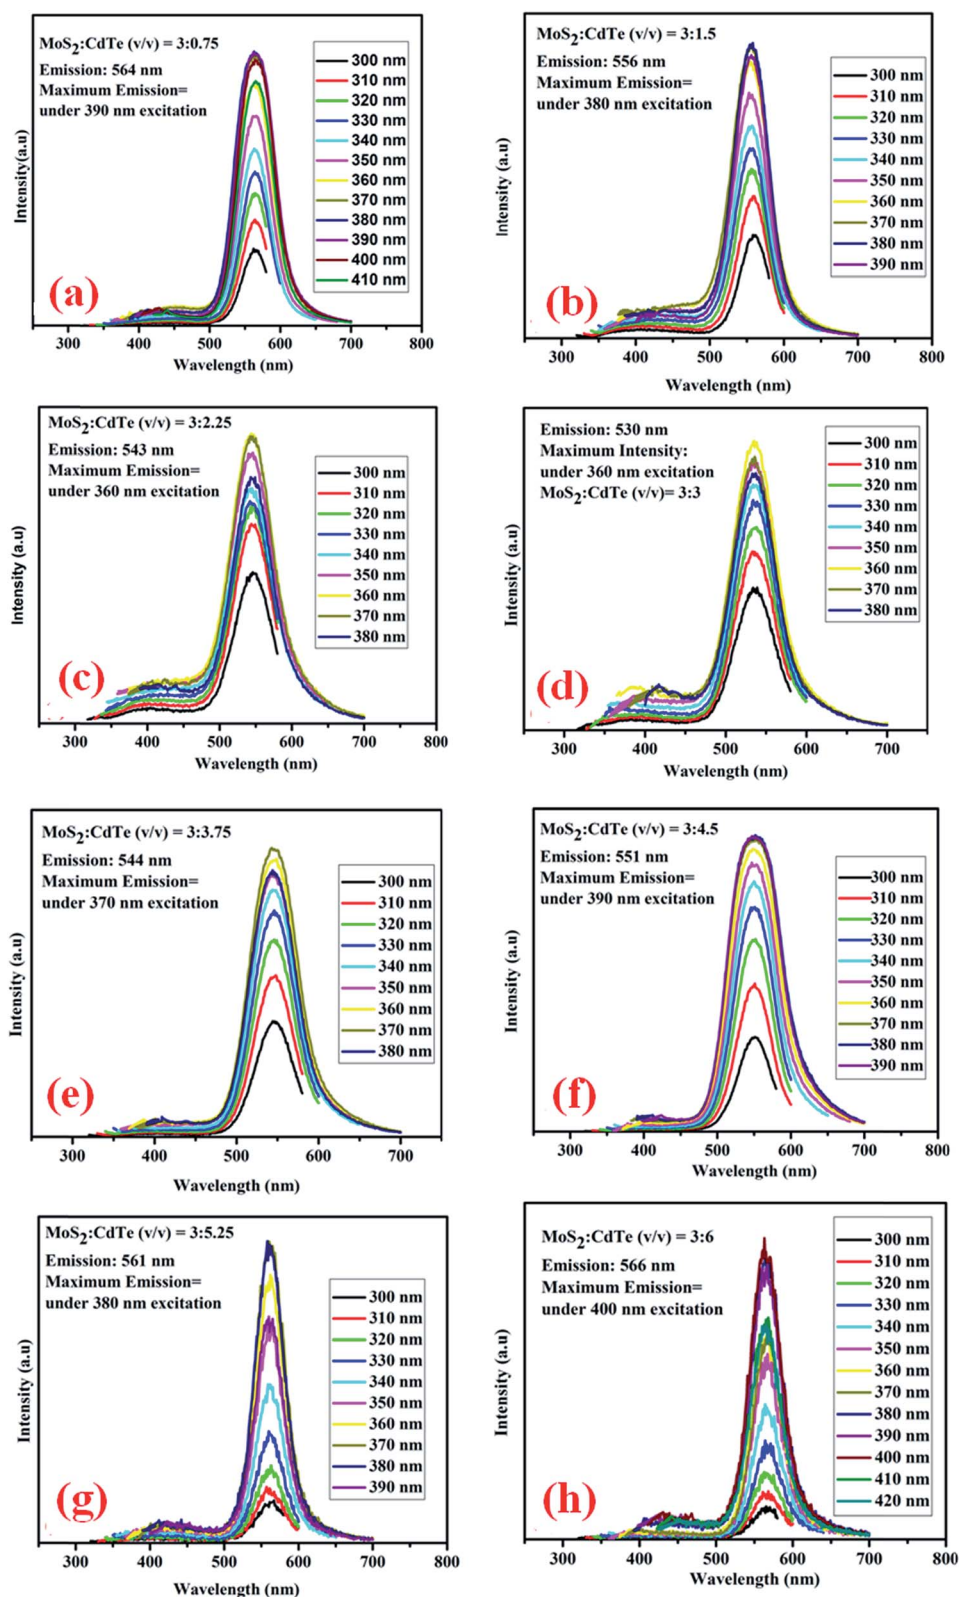 MoS2:CdTe (v/v) = 3:0.75
Emission: 564 nm
Maximum Emission=
under 390 nm excitation
300 nm
310 nm
320 nm
330 nm
340 nm
350 nm
360 nm
370 nm
380 nm
390 nm
400 nm
410 nm
(a)
Intensity(a.u)
300 400 500 600 700 800
Wavelength (nm)
MoS2:CdTe (v/v) = 3:1.5
Emission: 556 nm
Maximum Emission=
under 380 nm excitation
300 nm
310 nm
320 nm
330 nm
340 nm
350 nm
360 nm
370 nm
380 nm
390 nm
(b)
Intensity (a.u)
300 400 500 600 700 800
Wavelength (nm)
MoS2:CdTe (v/v) = 3:2.25
Emission: 543 nm
Maximum Emission=
under 360 nm excitation
300 nm
310 nm
320 nm
330 nm
340 nm
350 nm
360 nm
370 nm
380 nm
(c)
Intensity (a.u)
300 400 500 600 700 800
Wavelength (nm)
Emission: 530 nm
Maximum Intensity:
under 360 nm excitation
MoS2:CdTe (v/v)= 3:3
300 nm
310 nm
320 nm
330 nm
340 nm
350 nm
360 nm
370 nm
380 nm
(d)
Intensity (a.u)
300 400 500 600 700
Wavelength (nm)
MoS2:CdTe (v/v) = 3:3.75
Emission: 544 nm
Maximum Emission=
under 370 nm excitation
300 nm
310 nm
320 nm
330 nm
340 nm
350 nm
360 nm
370 nm
380 nm
(e)
Intensity (a.u)
300 400 500 600 700
Wavelength (nm)
MoS2:CdTe (v/v) = 3:4.5
Emission: 551 nm
Maximum Emission=
under 390 nm excitation
300 nm
310 nm
320 nm
330 nm
340 nm
350 nm
360 nm
370 nm
380 nm
390 nm
(f)
Intensity (a.u)
300 400 500 600 700 800
Wavelength (nm)
MoS2:CdTe (v/v) = 3:5.25
Emission: 561 nm
Maximum Emission=
under 380 nm excitation
300 nm
310 nm
320 nm
330 nm
340 nm
350 nm
360 nm
370 nm
380 nm
390 nm
(g)
Intensity (a.u)
300 400 500 600 700 800
Wavelength (nm)
MoS2:CdTe (v/v) = 3:6
Emission: 566 nm
Maximum Emission=
under 400 nm excitation
300 nm
310 nm
320 nm
330 nm
340 nm
350 nm
360 nm
370 nm
380 nm
390 nm
400 nm
410 nm
420 nm
(h)
Intensity (a.u)
300 400 500 600 700 800
Wavelength (nm)